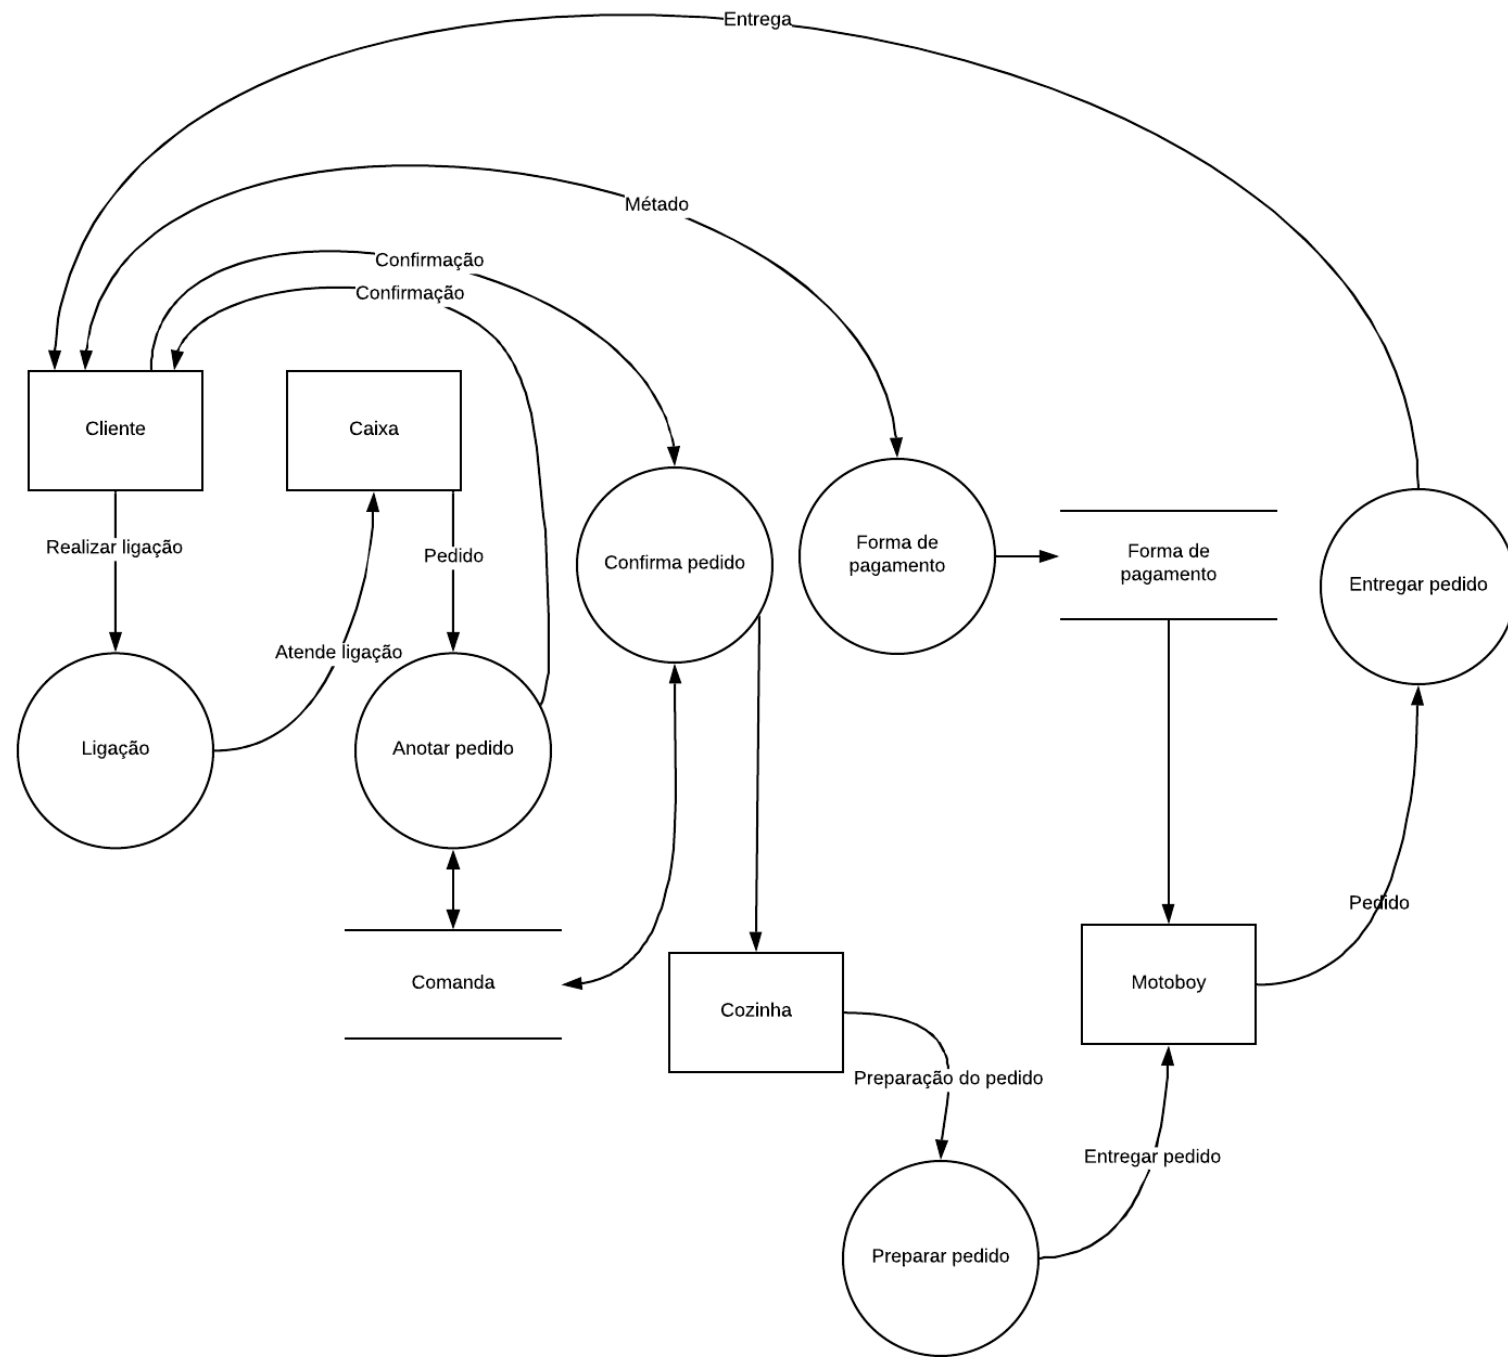 Entrega
Métado
Confirmação
Confirmação
Cliente
Caixa
Realizar ligação
Pedido
Confirma pedido
Forma de
pagamento
Forma de
pagamento
Entregar pedido
Atende ligação
Ligação
Anotar pedido
Pedido
Comanda
Cozinha
Motoboy
Preparação do pedido
Entregar pedido
Preparar pedido